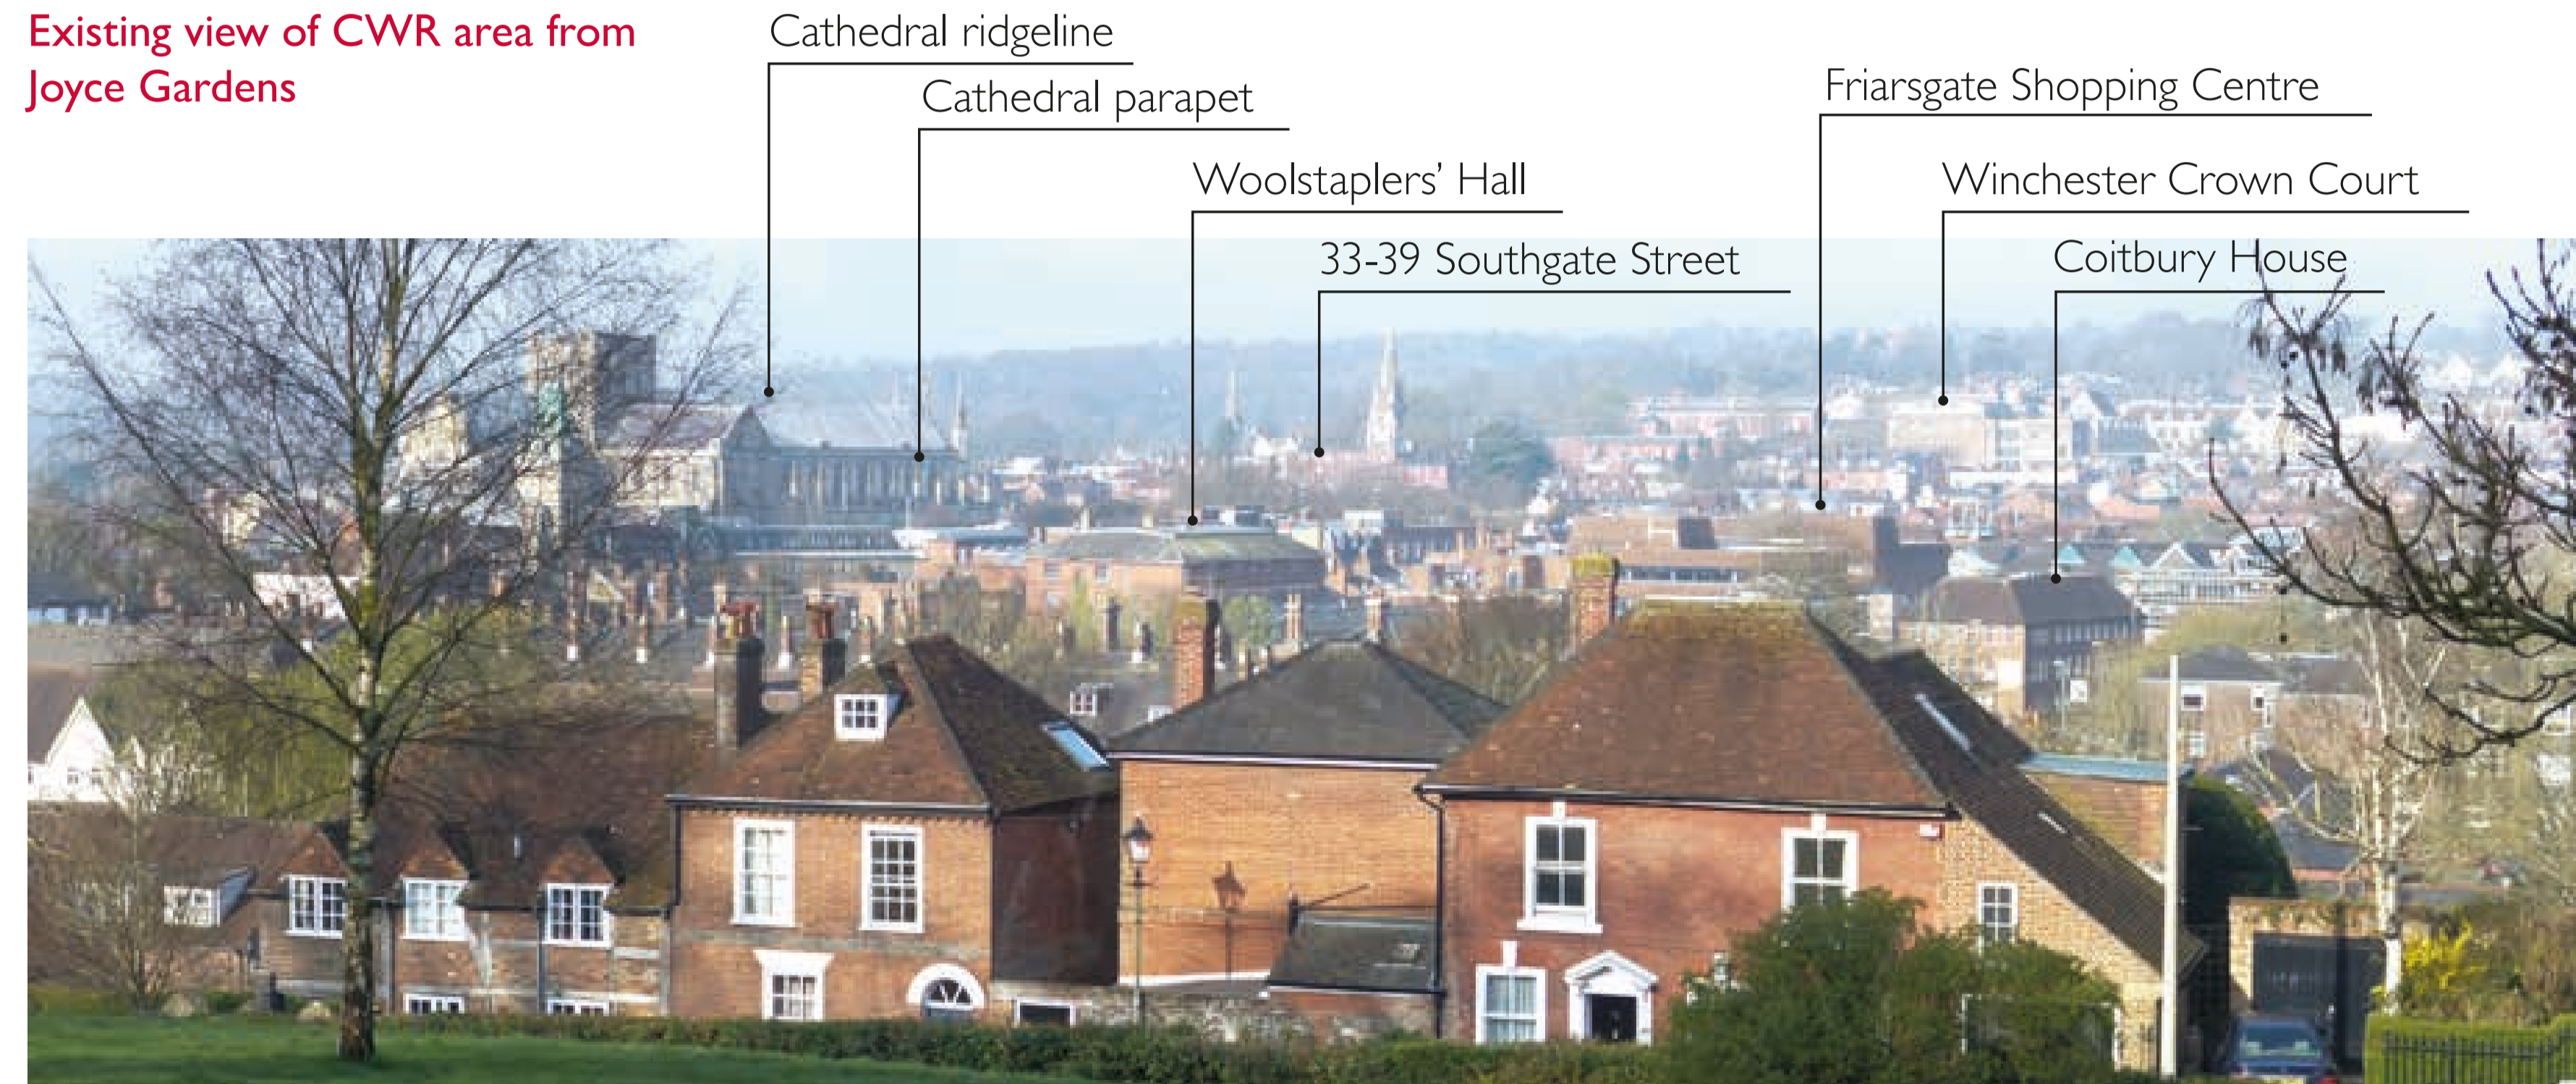 Existing view of CWR area from
Joyce Gardens
Cathedral ridgeline
Cathedral parapet
Woolstaplers’ Hall
33-39 Southgate Street
Friarsgate Shopping Centre
Winchester Crown Court
Coitbury House